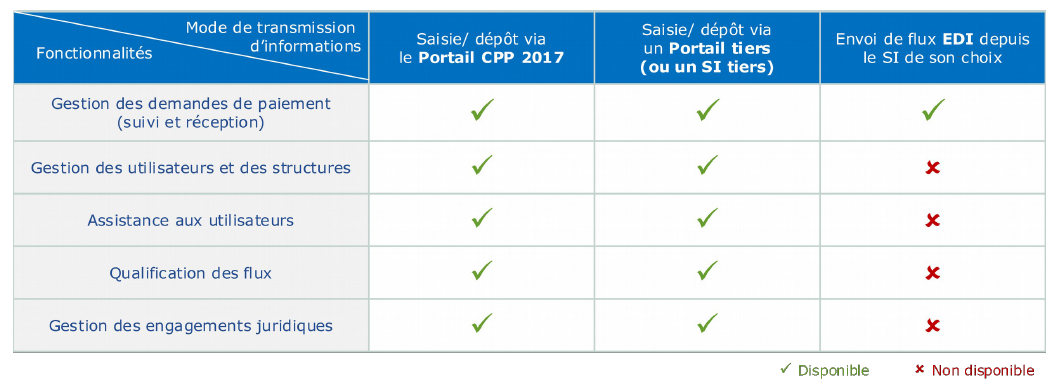 Mode de transmission
d'informations
Fonctionnalités
Saisie/ dépôt via
le Portail CPP 2017
Saisie/ dépôt via
un Portail tiers
(ou un SI tiers)
Envoi de flux EDI depuis
le SI de son choix
Gestion des demandes de paiement
(suivi et réception)
✓ ✓ ✓
Gestion des utilisateurs et des structures
✓ ✓ ✘
Assistance aux utilisateurs
✓ ✓ ✘
Qualification des flux
✓ ✓ ✘
Gestion des engagements juridiques
✓ ✓ ✘
✓ Disponible ✘ Non disponible